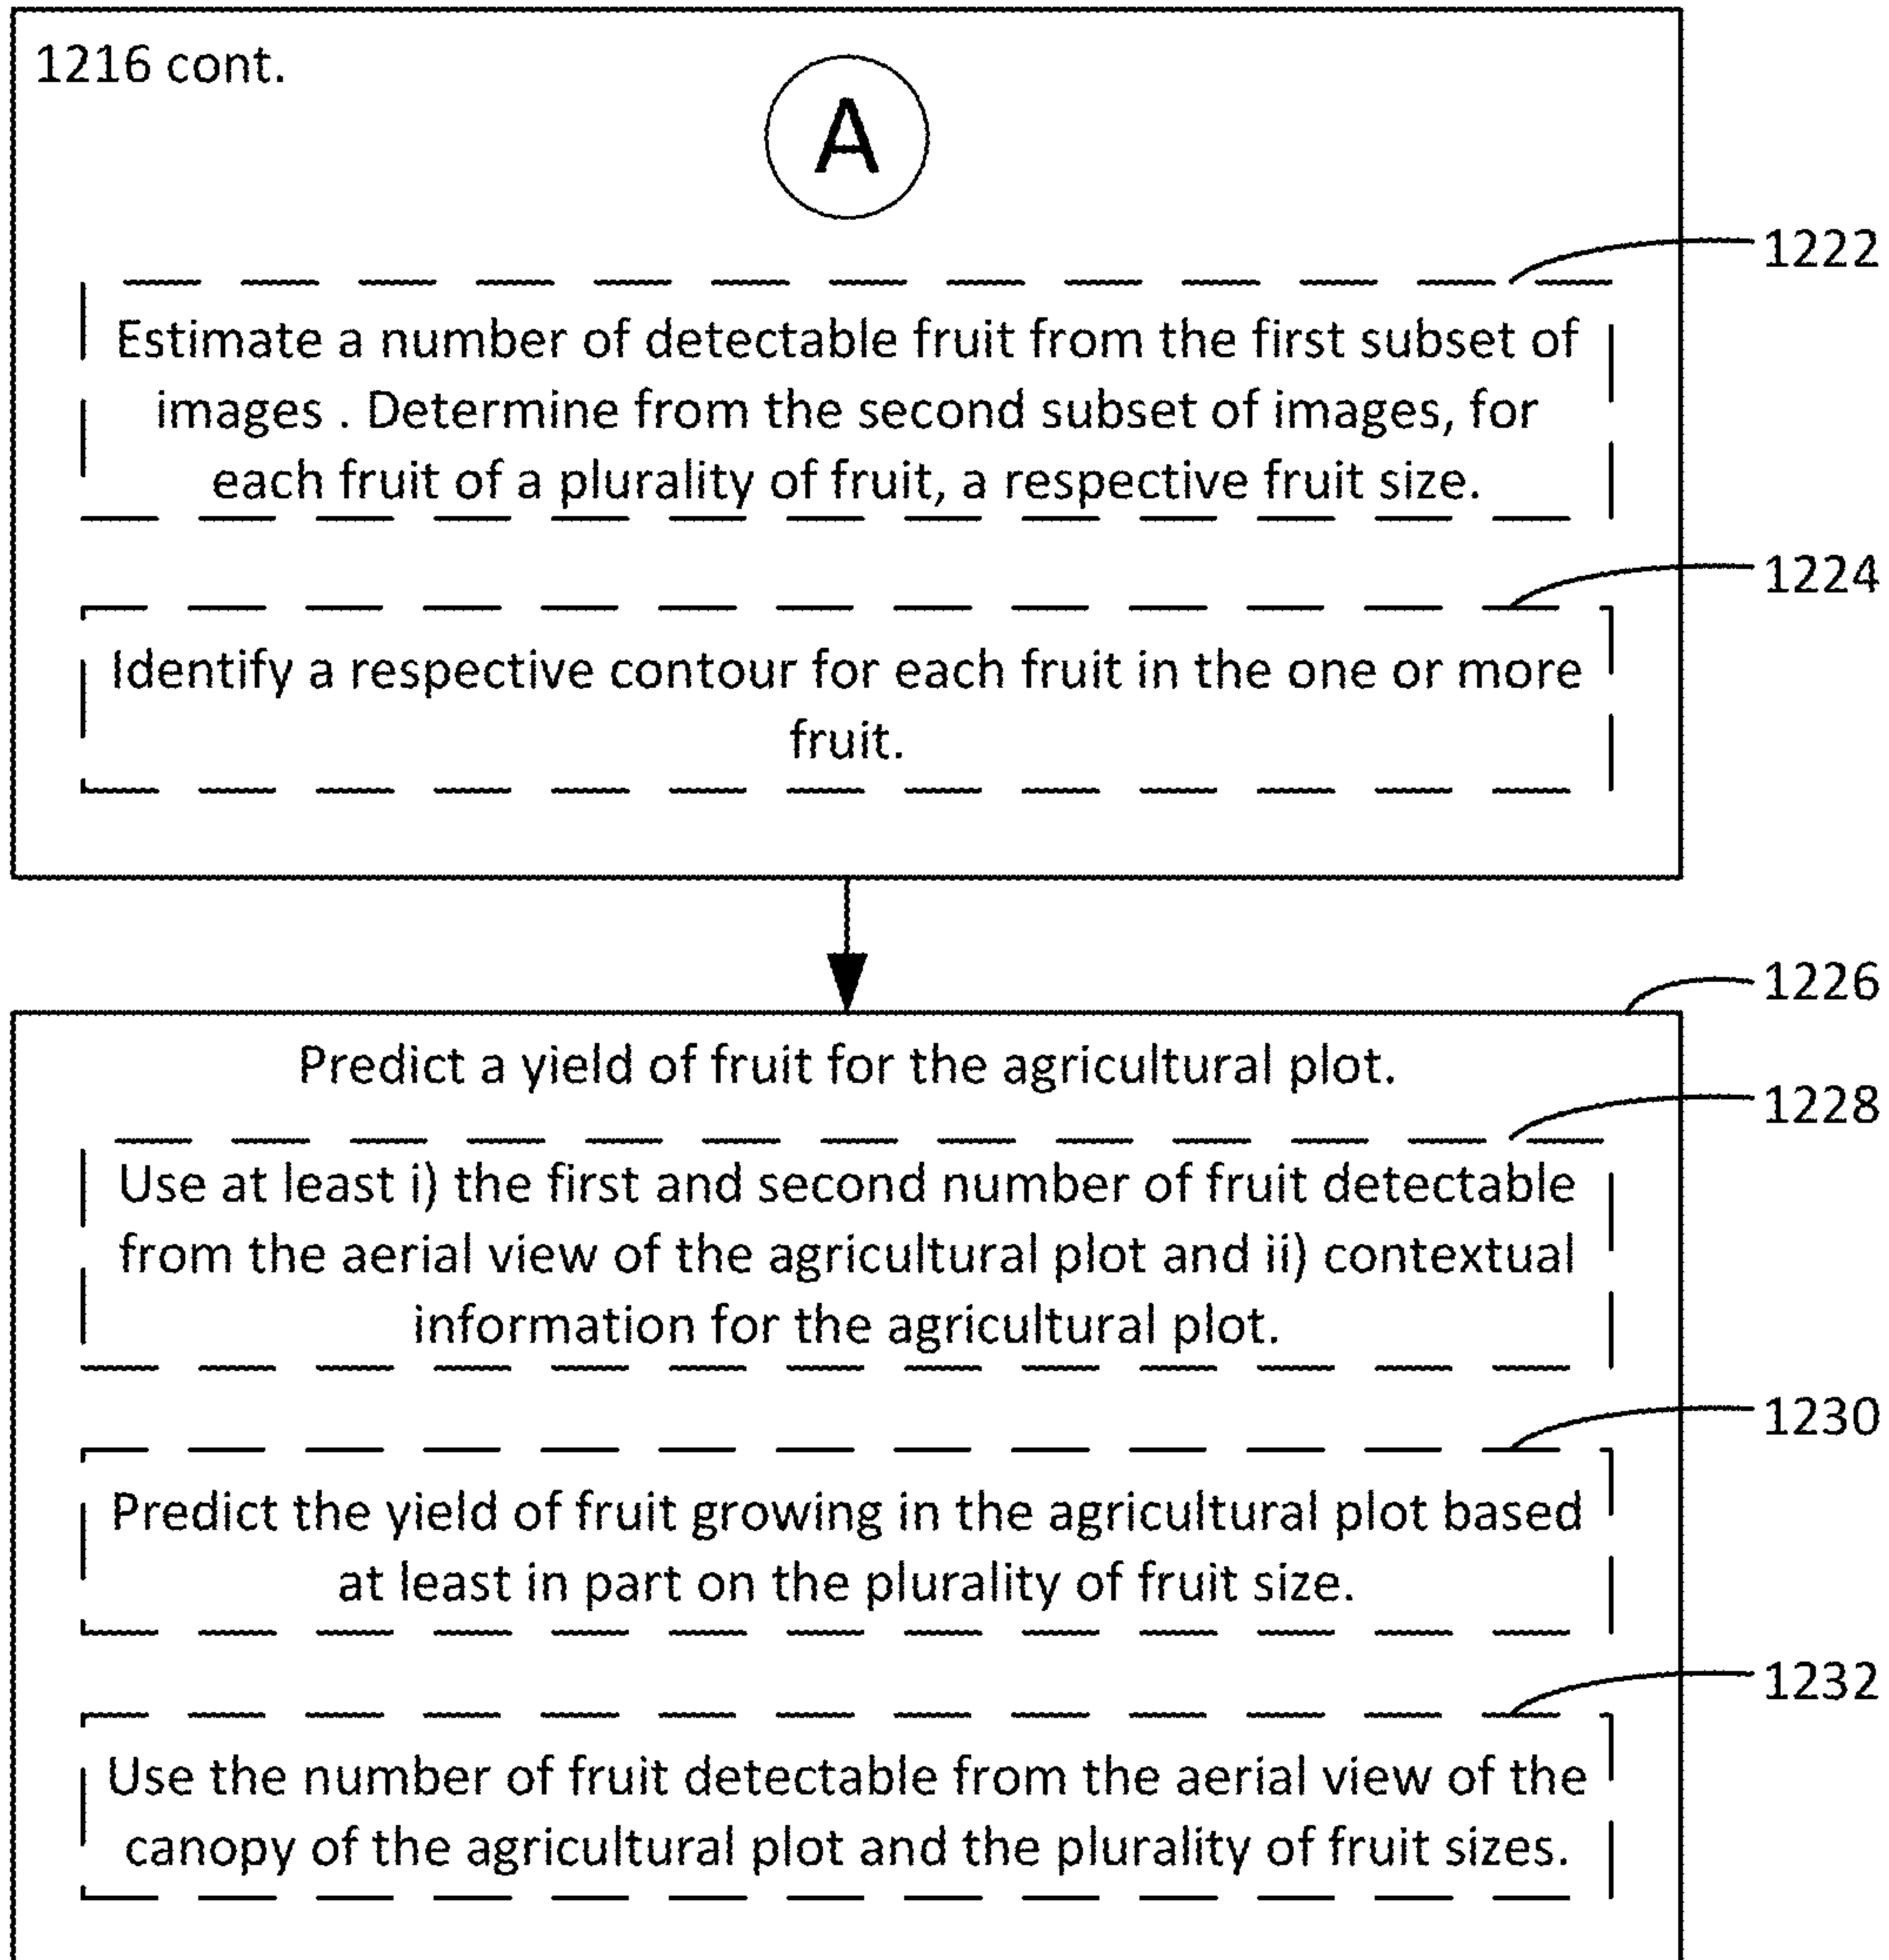 1216 cont.
A
1222
Estimate a number of detectable fruit from the first subset of
images . Determine from the second subset of images, for
each fruit of a plurality of fruit, a respective fruit size.
1224
Identify a respective contour for each fruit in the one or more
fruit.
1226
Predict a yield of fruit for the agricultural plot.
1228
Use at least i) the first and second number of fruit detectable
from the aerial view of the agricultural plot and ii) contextual
information for the agricultural plot.
1230
Predict the yield of fruit growing in the agricultural plot based
at least in part on the plurality of fruit size.
1232
Use the number of fruit detectable from the aerial view of the
canopy of the agricultural plot and the plurality of fruit sizes.